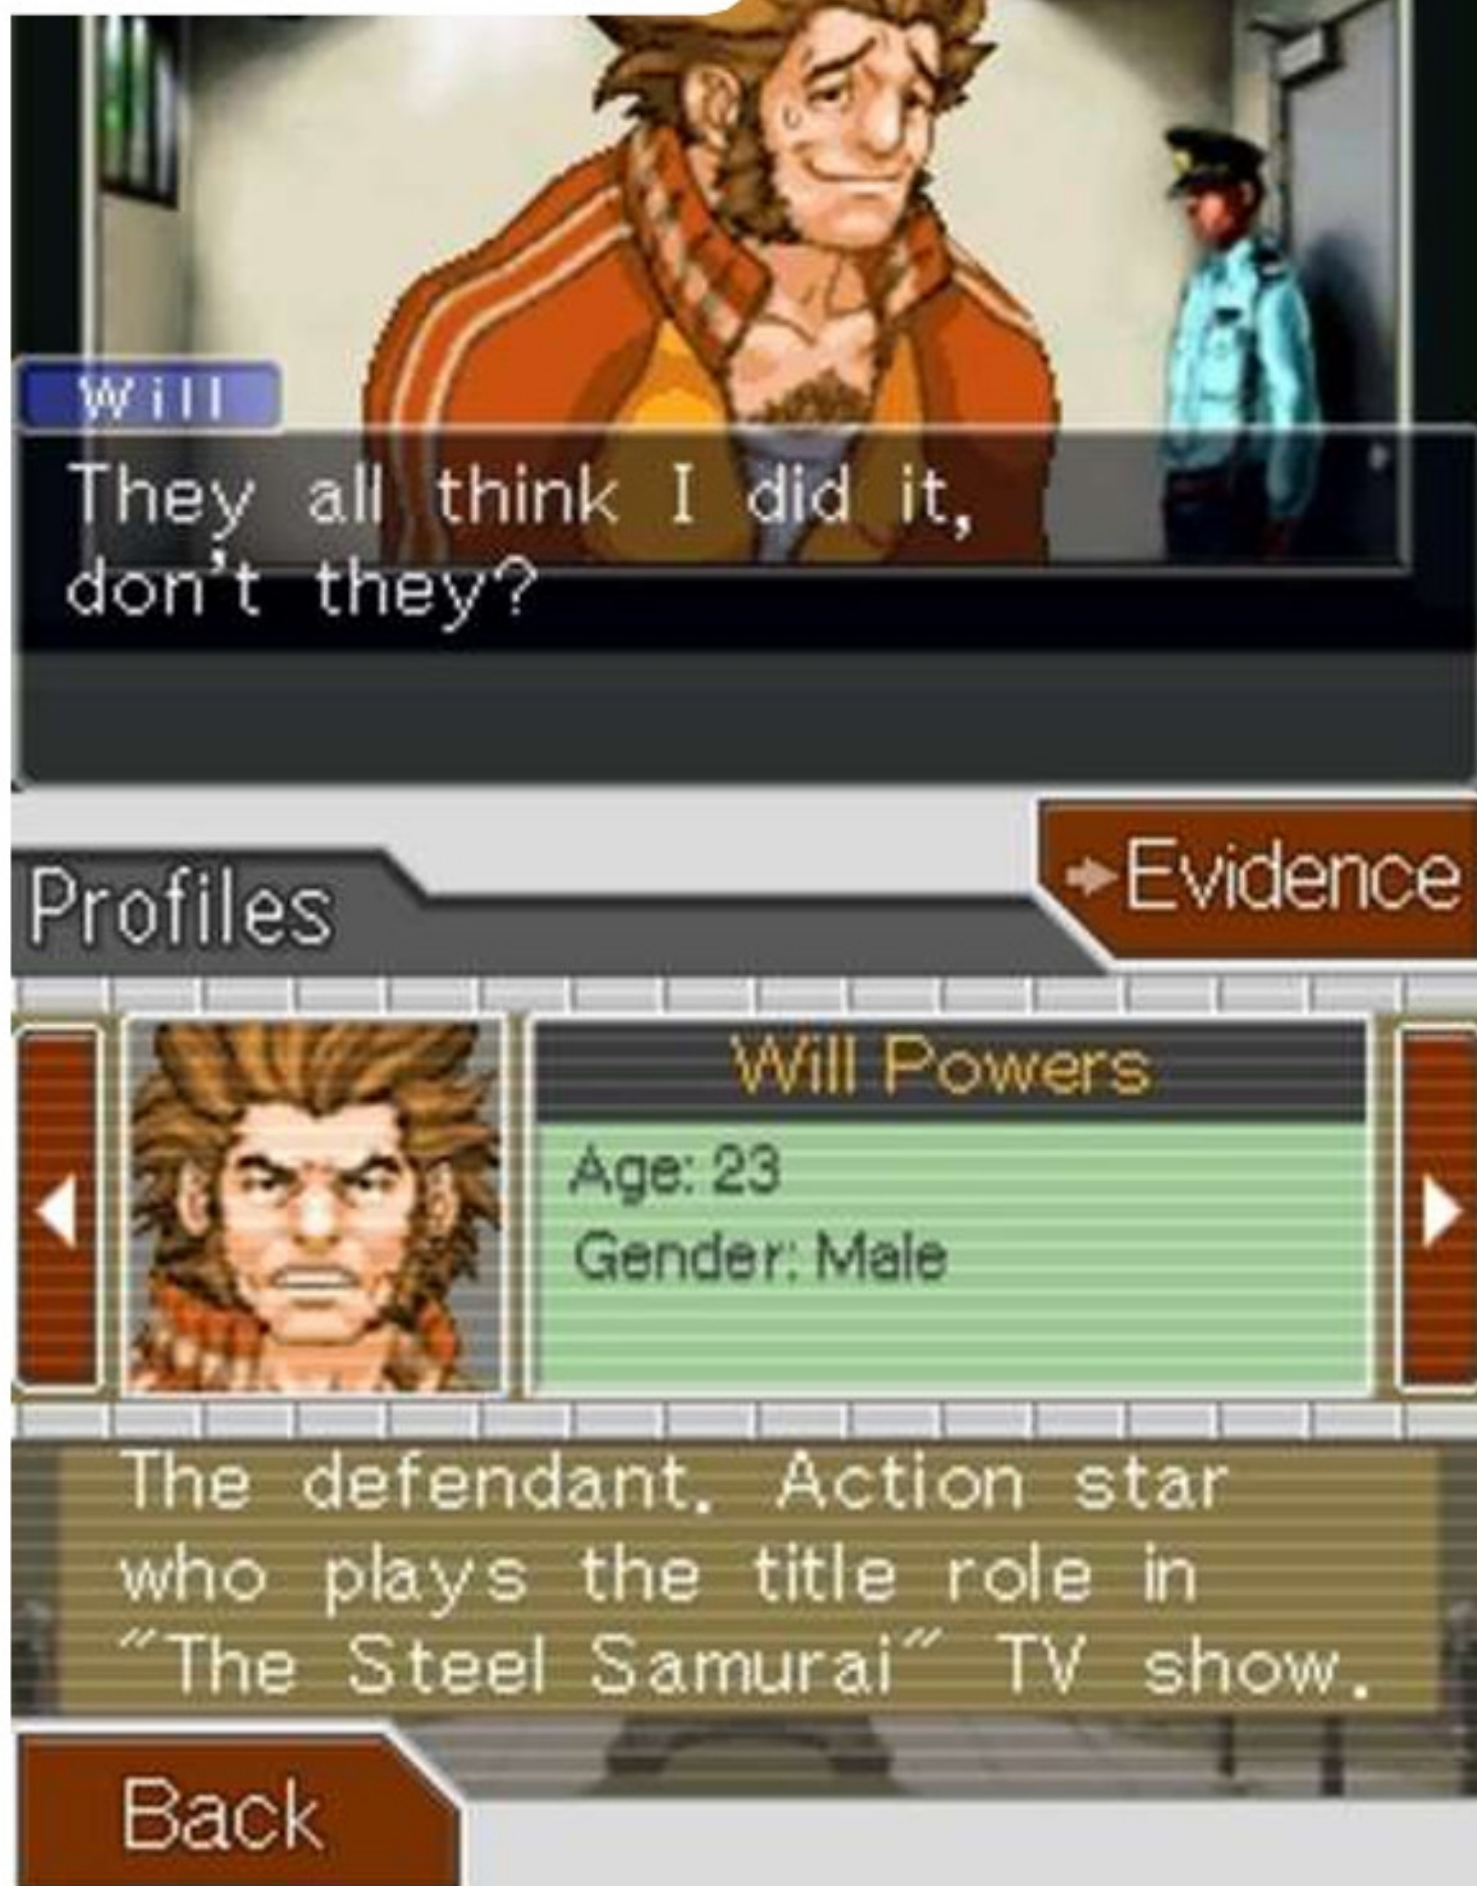 Will
They all think I did it,
don't they?
Evidence
Profiles
Will Powers
Age: 23
Gender: Male
The defendant. Action star
who plays the title role in
"The Steel Samurai" TV show.
Back